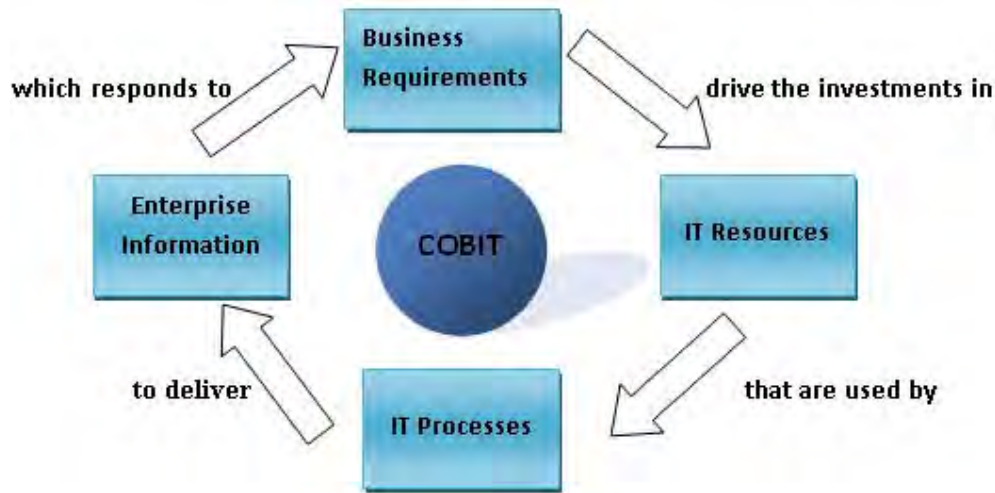 Business
Requirements
which responds to
drive the investments in
Enterprise
Information
COBIT
IT Resources
to deliver
that are used by
IT Processes